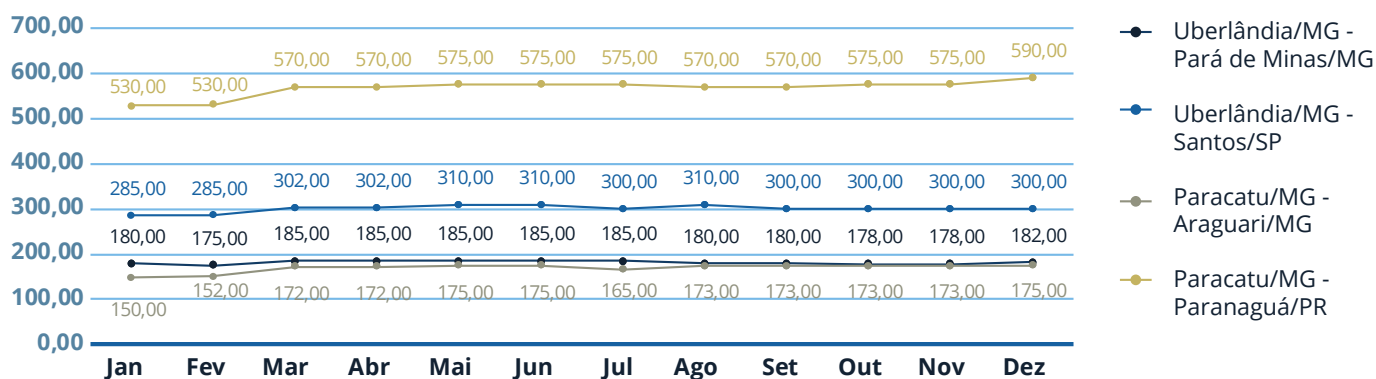 700,00
600,00
500,00
400,00
300,00
200,00
100,00
0,00
530,00 530,00 570,00 570,00 575,00 575,00 575,00 570,00 570,00 575,00 575,00 590,00
285,00 285,00 302,00 302,00 310,00 310,00 300,00 310,00 300,00 300,00 300,00 300,00
180,00 175,00 185,00 185,00 185,00 185,00 185,00 180,00 180,00 178,00 178,00 182,00
150,00 152,00 172,00 172,00 175,00 175,00 165,00 173,00 173,00 173,00 173,00 175,00
Jan Fev Mar Abr Mai Jun Jul Ago Set Out Nov Dez
Uberlândia/MG -
Pará de Minas/MG
Uberlândia/MG -
Santos/SP
Paracatu/MG -
Araguari/MG
Paracatu/MG -
Paranaguá/PR